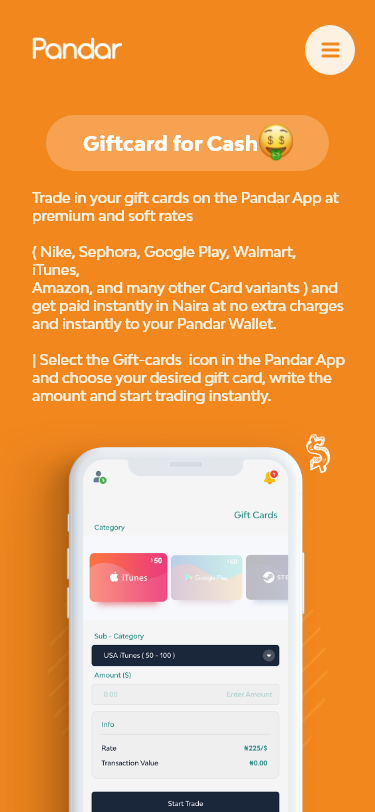 Pandar
Giftcard for Cash
Trade in your gift cards on the Pandar App at
premium and soft rates
( Nike, Sephora, Google Play, Walmart,
iTunes,
Amazon, and many other Card variants ) and
get paid instantly in Naira at no extra charges
and instantly to your Pandar Wallet.
| Select the Gift-cards icon in the Pandar App
and choose your desired gift card, write the
amount and start trading instantly.
Gift Cards
Category
$50
iTunes
Google Play
Sub - Category
USA iTunes ( 50 - 100 )
Amount ($)
0.00 Enter Amount
Info
Rate ₦225/$
Transaction Value ₦0.00
Start Trade